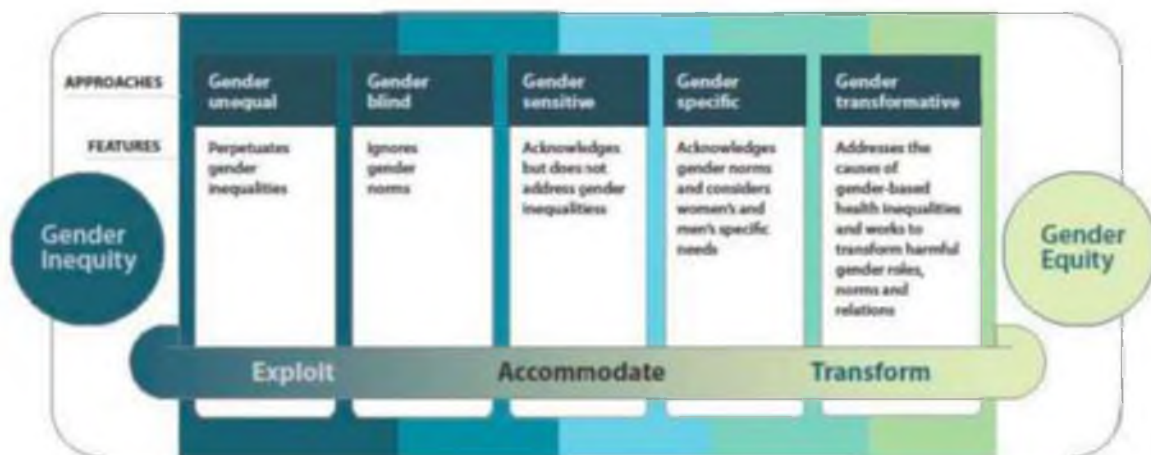 APPROACHES
Gender
unequal
Gender
blind
Gender
sensitive
Gender
specific
Gender
transformative
FEATURES
Perpetuates
gender
inequalities
Ignores
gender
norms
Acknowledges
but does not
address gender
inequalitiess
Acknowledges
gender norms
and considers
women's and
men's specific
needs
Addresses the
causes of
gender-based
health inequalities
and works to
transform harmful
gender roles,
norms and
relations
Gender
Inequity
Gender
Equity
Exploit
Accommodate
Transform